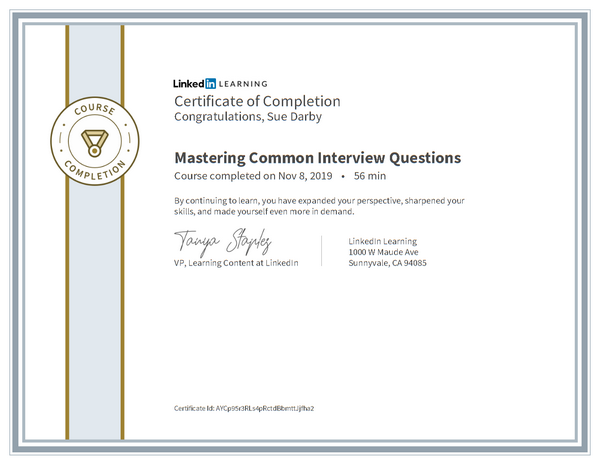 COURSE
COMPLETION
Linked in LEARNING
Certificate of Completion
Congratulations, Sue Darby
Mastering Common Interview Questions
Course completed on Nov 8, 2019 • 56 min
By continuing to learn, you have expanded your perspective, sharpened your
skills, and made yourself even more in demand.
Tanya Staples
VP, Learning Content at LinkedIn
LinkedIn Learning
1000 W Maude Ave
Sunnyvale, CA 94085
Certificate Id: